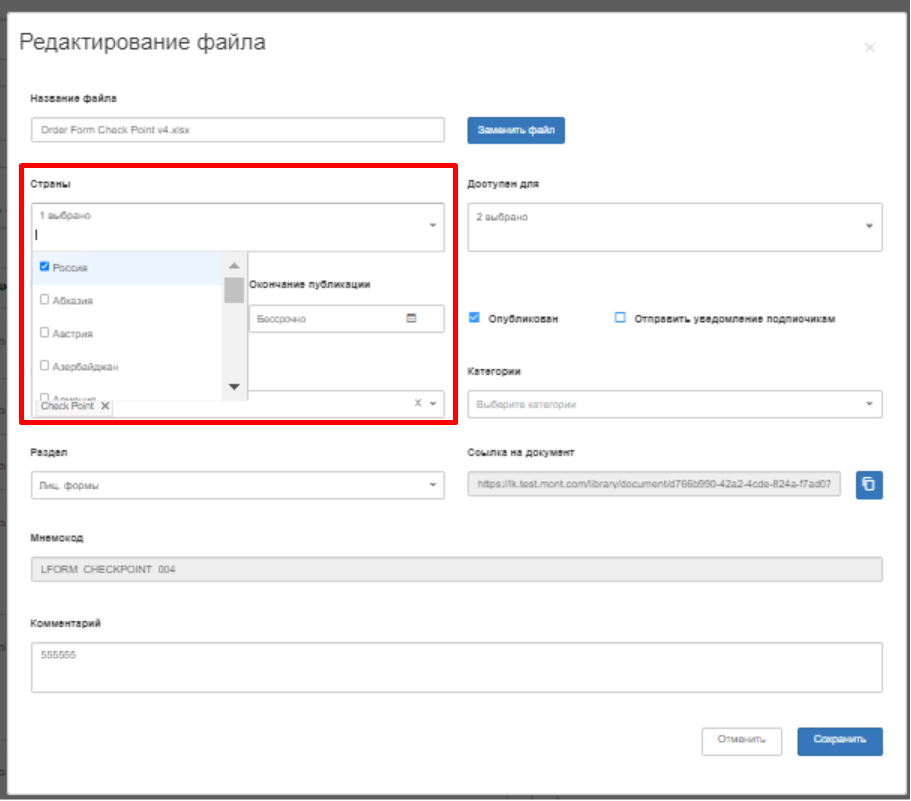 Редактирование файла
Название файла
Order Form Check Point v4.xlsx
Заменить файл
Страны
Доступен для
1 выбрано
2 выбрано
Россия
Абхазия
Австрия
Азербайджан
Армения
Окончание публикации
Бессрочно
Опубликован
Отправить уведомление подписчикам
Check Point
Категории
Выберите категории
Раздел
Лиц. формы
Ссылка на документ
https://lk.test.mont.com/library/document/d766b990-42a2-4cde-824a-f7ad07
Мнемокод
LFORM CHECKPOINT 004
Комментарий
555555
Отменить
Сохранить